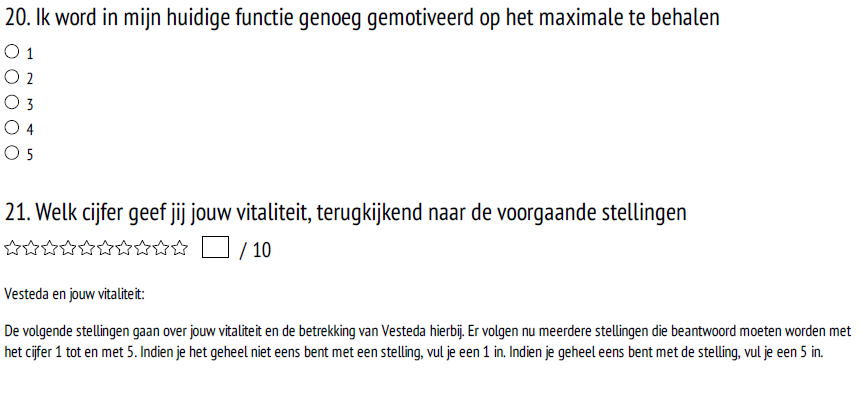 20. Ik word in mijn huidige functie genoeg gemotiveerd op het maximale te behalen
1
2
3
4
5
21. Welk cijfer geef jij jouw vitaliteit, terugkijkend naar de voorgaande stellingen
/ 10
Vesteda en jouw vitaliteit:
De volgende stellingen gaan over jouw vitaliteit en de betrekking van Vesteda hierbij. Er volgen nu meerdere stellingen die beantwoord moeten worden met
het cijfer 1 tot en met 5. Indien je het geheel niet eens bent met een stelling, vul je een 1 in. Indien je geheel eens bent met de stelling, vul je een 5 in.